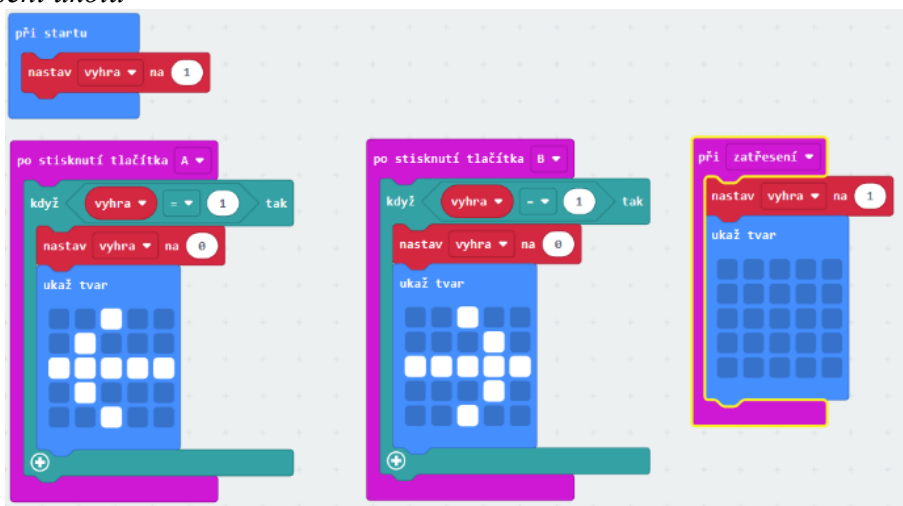 při startu
nastav vyhra na 1
po stisknutí tlačítka A
když vyhra = 1 tak
nastav vyhra na 0
ukaž tvar
po stisknutí tlačítka B
když vyhra = 1 tak
nastav vyhra na 0
ukaž tvar
při zatřesení
nastav vyhra na 1
ukaž tvar